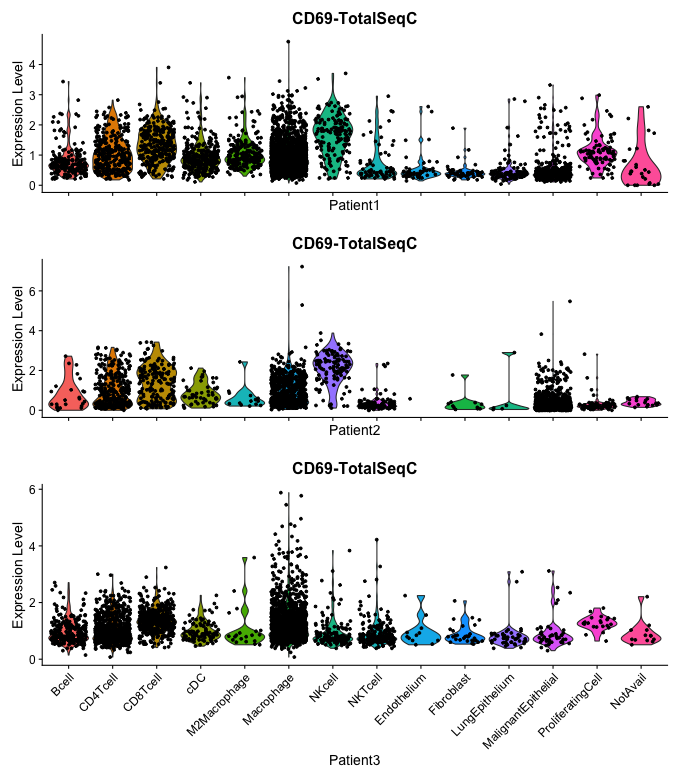 CD69-TotalSeqC
Expression Level
4
3
2
1
0
Patient1
CD69-TotalSeqC
Expression Level
6
4
2
0
Patient2
CD69-TotalSeqC
Expression Level
6
4
2
0
Bcell
CD4Tcell
CD8Tcell
cDC
M2Macrophage
Macrophage
NKcell
NKTcell
Endothelium
Fibroblast
LungEpithelium
MalignantEpithelial
ProliferatingCell
NotAvail
Patient3